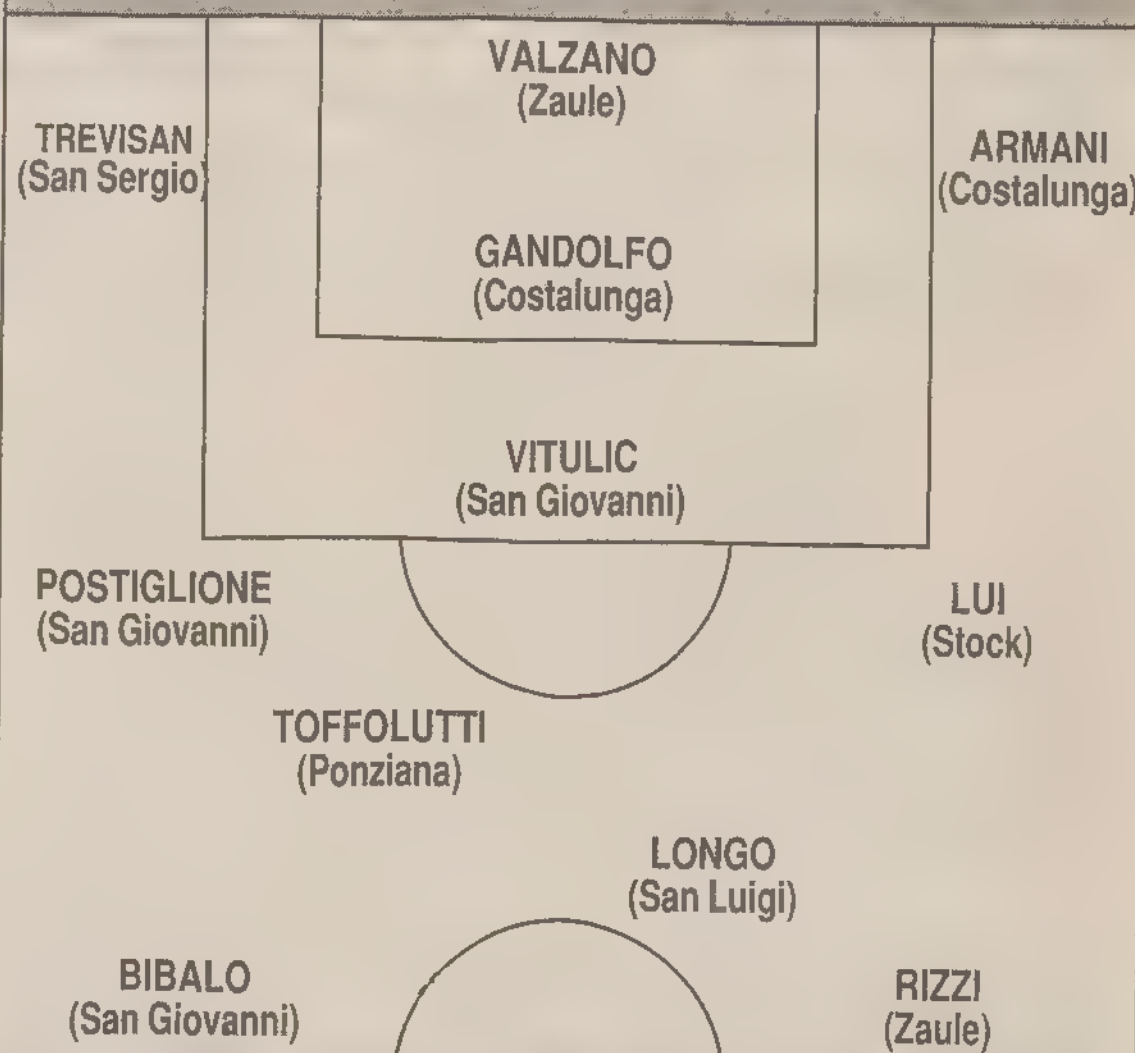 VALZANO
(Zaule)
TREVISAN
(San Sergio)
ARMANI
(Costalunga)
GANDOLFO
(Costalunga)
VITULIC
(San Giovanni)
POSTIGLIONE
(San Giovanni)
LUI
(Stock)
TOFFOLUTTI
(Ponziana)
LONGO
(San Luigi)
BIBALO
(San Giovanni)
RIZZI
(Zaule)